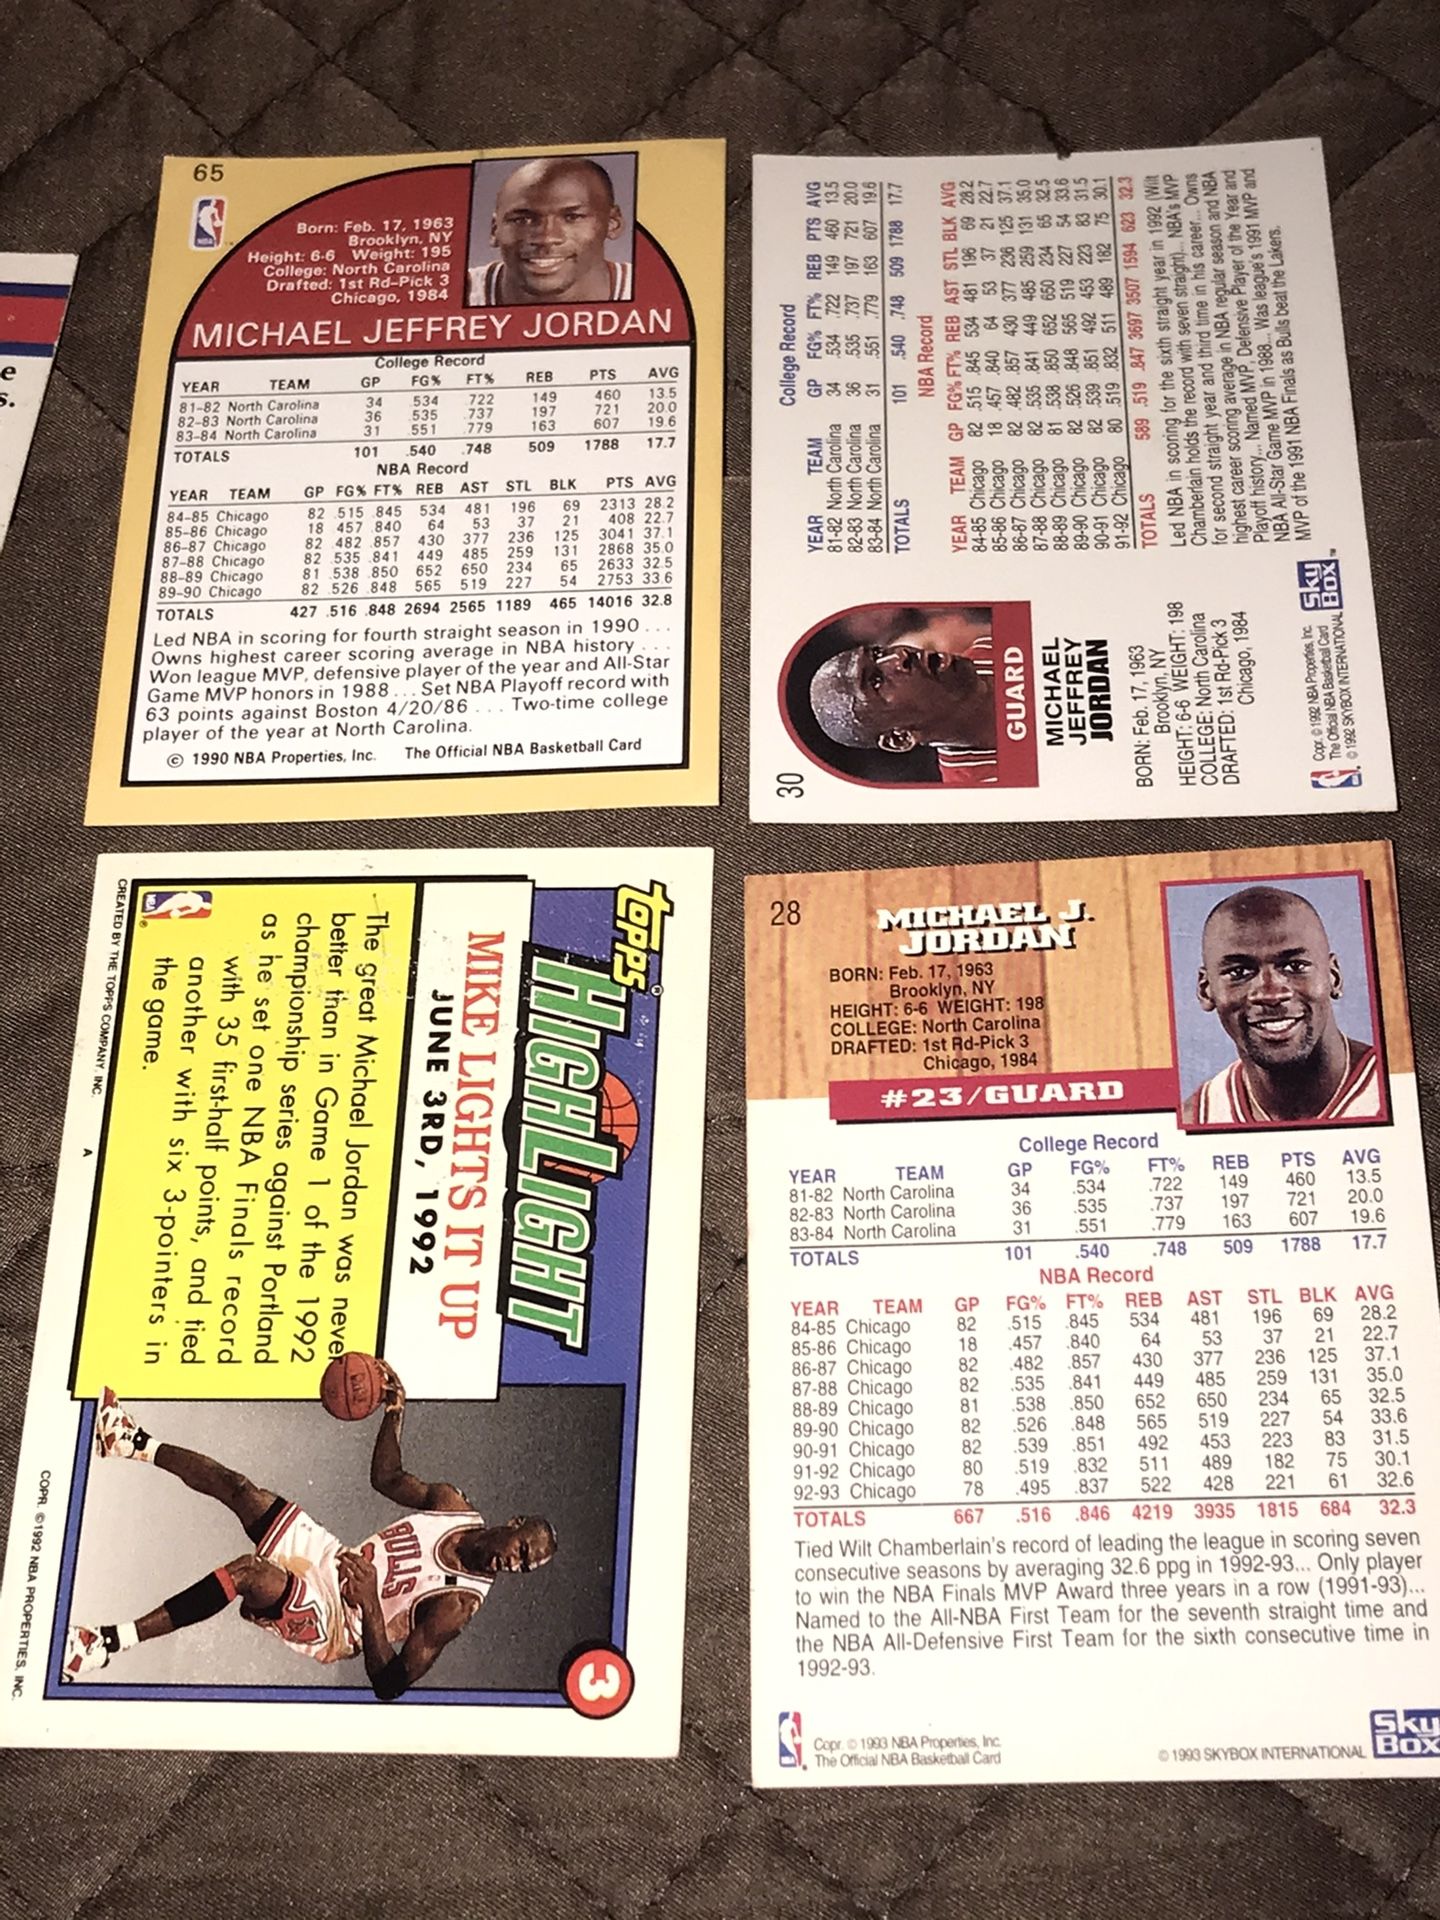 e
s.
65
NBA
Born: Feb. 17, 1963
Brooklyn, NY
Height: 6-6 Weight: 195
College: North Carolina
Drafted: 1st Rd-Pick 3
Chicago, 1984
MICHAEL JEFFREY JORDAN
College Record
YEAR TEAM GP FG% FT% REB PTS AVG
81-82 North Carolina 34 .534 .722 149 460 13.5
82-83 North Carolina 36 .535 .737 197 721 20.0
83-84 North Carolina 31 .551 .779 163 607 19.6
TOTALS 101 .540 .748 509 1788 17.7
NBA Record
YEAR TEAM GP FG% FT% REB AST STL BLK PTS AVG
84-85 Chicago 82 .515 .845 534 481 196 69 2313 28.2
85-86 Chicago 18 .457 .840 64 53 37 21 408 22.7
86-87 Chicago 82 .482 .857 430 377 236 125 3041 37.1
87-88 Chicago 82 .535 .841 449 485 259 131 2868 35.0
88-89 Chicago 81 .538 .850 652 650 234 65 2633 32.5
89-90 Chicago 82 .526 .848 565 519 227 54 2753 33.6
TOTALS 427 .516 .848 2694 2565 1189 465 14016 32.8
Led NBA in scoring for fourth straight season in 1990 . . .
Owns highest career scoring average in NBA history . . .
Won league MVP, defensive player of the year and All-Star
Game MVP honors in 1988 . . . Set NBA Playoff record with
63 points against Boston 4/20/86 . . . Two-time college
player of the year at North Carolina.
© 1990 NBA Properties, Inc. The Official NBA Basketball Card
30
GUARD
MICHAEL
JEFFREY
JORDAN
BORN: Feb. 17, 1963
Brooklyn, NY
HEIGHT: 6-6 WEIGHT: 198
COLLEGE: North Carolina
DRAFTED: 1st Rd-Pick 3
Chicago, 1984
Copr. © 1992 NBA Properties, Inc.
The Official NBA Basketball Card
© 1992 SKYBOX INTERNATIONAL
SkyBox™
College Record
YEAR TEAM GP FG% FT% REB PTS AVG
81-82 North Carolina 34 .534 .722 149 460 13.5
82-83 North Carolina 36 .535 .737 197 721 20.0
83-84 North Carolina 31 .551 .779 163 607 19.6
TOTALS 101 .540 .748 509 1788 17.7
NBA Record
YEAR TEAM GP FG% FT% REB AST STL BLK AVG
84-85 Chicago 82 .515 .845 534 481 196 69 28.2
85-86 Chicago 18 .457 .840 64 53 37 21 22.7
86-87 Chicago 82 .482 .857 430 377 236 125 37.1
87-88 Chicago 82 .535 .841 449 485 259 131 35.0
88-89 Chicago 81 .538 .850 652 650 234 65 32.5
89-90 Chicago 82 .526 .848 565 519 227 54 33.6
90-91 Chicago 82 .539 .851 492 453 223 83 31.5
91-92 Chicago 80 .519 .832 511 489 182 75 30.1
TOTALS 589 .519 .847 3697 3507 1594 623 32.3
Led NBA in scoring for the sixth straight year in 1992 (Wilt
Chamberlain holds the record with seven straight)... NBA's MVP
for second straight year and third time in his career... Owns
highest career scoring average in NBA regular season and NBA
Playoff history... Named MVP, Defensive Player of the Year and
NBA All-Star Game MVP in 1988... Was league's 1991 MVP and
MVP of the 1991 NBA Finals as Bulls beat the Lakers.
topps®
HIGHLIGHT
MIKE LIGHTS IT UP
JUNE 3RD, 1992
The great Michael Jordan was never
better than in Game 1 of the 1992
championship series against Portland
as he set one NBA Finals record
with 35 first-half points, and tied
another with six 3-pointers in
the game.
NBA®
3
BULLS
CREATED BY THE TOPPS COMPANY, INC. A COPR. ©1992 NBA PROPERTIES, INC.
28
MICHAEL J.
JORDAN
BORN: Feb. 17, 1963
Brooklyn, NY
HEIGHT: 6-6 WEIGHT: 198
COLLEGE: North Carolina
DRAFTED: 1st Rd-Pick 3
Chicago, 1984
#23/GUARD
College Record
YEAR TEAM GP FG% FT% REB PTS AVG
81-82 North Carolina 34 .534 .722 149 460 13.5
82-83 North Carolina 36 .535 .737 197 721 20.0
83-84 North Carolina 31 .551 .779 163 607 19.6
TOTALS 101 .540 .748 509 1788 17.7
NBA Record
YEAR TEAM GP FG% FT% REB AST STL BLK AVG
84-85 Chicago 82 .515 .845 534 481 196 69 28.2
85-86 Chicago 18 .457 .840 64 53 37 21 22.7
86-87 Chicago 82 .482 .857 430 377 236 125 37.1
87-88 Chicago 82 .535 .841 449 485 259 131 35.0
88-89 Chicago 81 .538 .850 652 650 234 65 32.5
89-90 Chicago 82 .526 .848 565 519 227 54 33.6
90-91 Chicago 82 .539 .851 492 453 223 83 31.5
91-92 Chicago 80 .519 .832 511 489 182 75 30.1
92-93 Chicago 78 .495 .837 522 428 221 61 32.6
TOTALS 667 .516 .846 4219 3935 1815 684 32.3
Tied Wilt Chamberlain's record of leading the league in scoring seven
consecutive seasons by averaging 32.6 ppg in 1992-93... Only player
to win the NBA Finals MVP Award three years in a row (1991-93)...
Named to the All-NBA First Team for the seventh straight time and
the NBA All-Defensive First Team for the sixth consecutive time in
1992-93.
Copr. © 1993 NBA Properties, Inc.
The Official NBA Basketball Card
© 1993 SKYBOX INTERNATIONAL
SkyBox